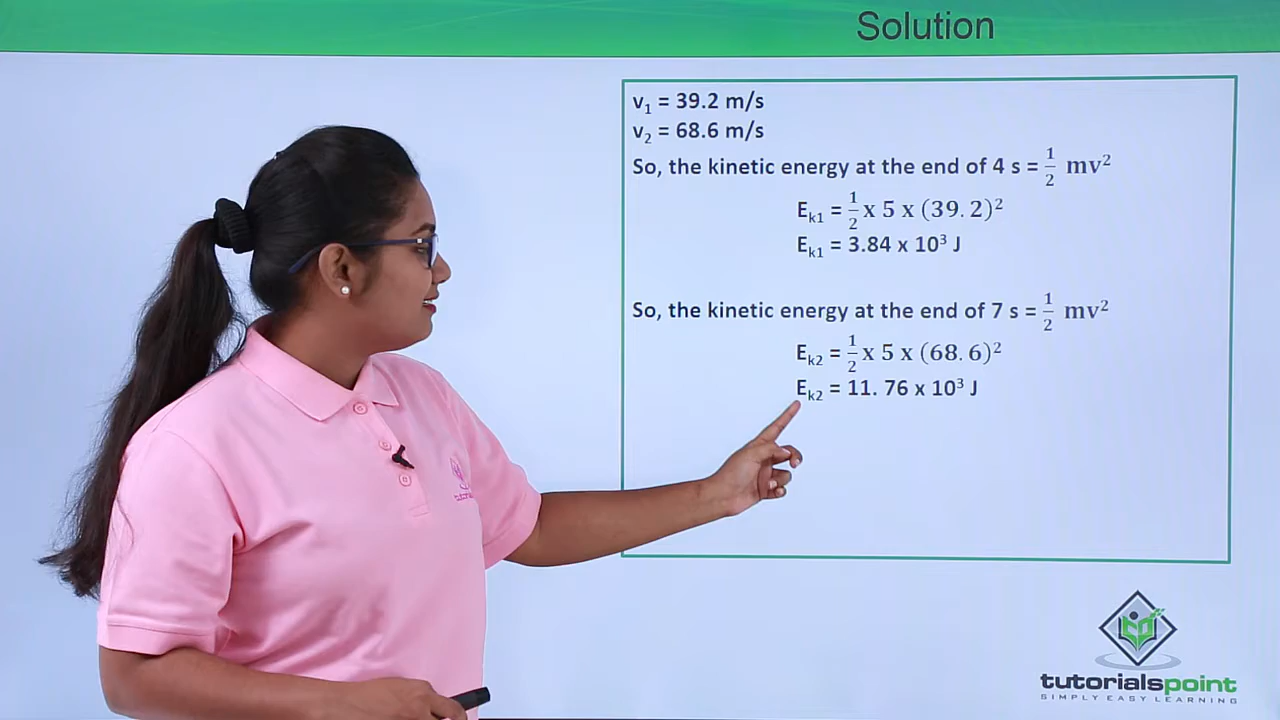 Solution
v₁ = 39.2 m/s
v₂ = 68.6 m/s
So, the kinetic energy at the end of 4 s = 1/2 mv²
Eₖ₁ = 1/2 x 5 x (39.2)²
Eₖ₁ = 3.84 x 10³ J
So, the kinetic energy at the end of 7 s = 1/2 mv²
Eₖ₂ = 1/2 x 5 x (68.6)²
Eₖ₂ = 11. 76 x 10³ J
tutorialspoint
SIMPLY EASY LEARNING